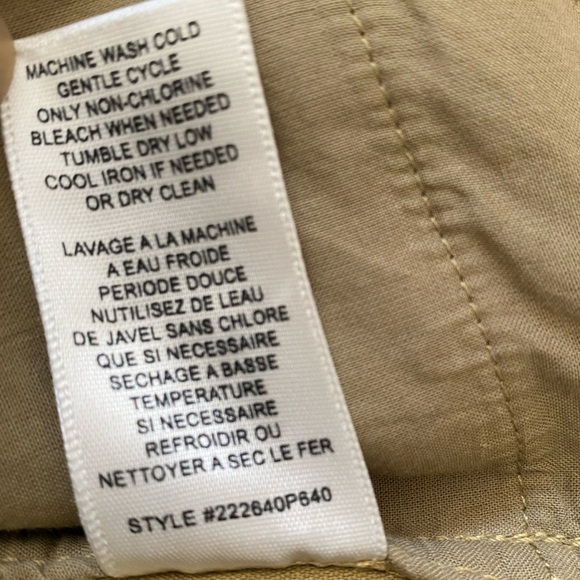 MACHINE WASH COLD
GENTLE CYCLE
ONLY NON-CHLORINE
BLEACH WHEN NEEDED
TUMBLE DRY LOW
COOL IRON IF NEEDED
OR DRY CLEAN
LAVAGE A LA MACHINE
A EAU FROIDE
PERIODE DOUCE
NUTILISEZ DE LEAU
DE JAVEL SANS CHLORE
QUE SI NECESSAIRE
SECHAGE A BASSE
TEMPERATURE
SI NECESSAIRE
REFROIDIR OU
NETTOYER A SEC LE FER
STYLE #222640P640